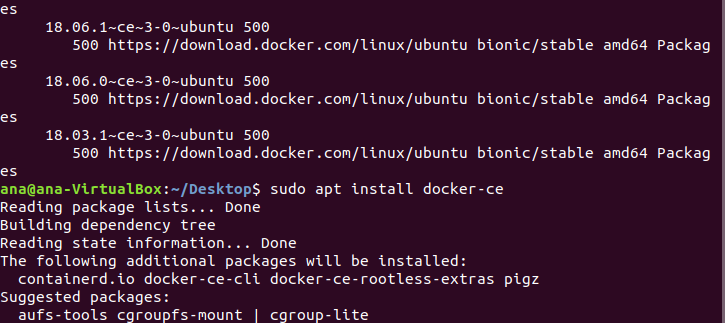 es
18.06.1~ce~3-0~ubuntu 500
500 https://download.docker.com/linux/ubuntu bionic/stable amd64 Packag
es
18.06.0~ce~3-0~ubuntu 500
500 https://download.docker.com/linux/ubuntu bionic/stable amd64 Packag
es
18.03.1~ce~3-0~ubuntu 500
500 https://download.docker.com/linux/ubuntu bionic/stable amd64 Packag
es
ana@ana-VirtualBox:~/Desktop$ sudo apt install docker-ce
Reading package lists... Done
Building dependency tree
Reading state information... Done
The following additional packages will be installed:
containerd.io docker-ce-cli docker-ce-rootless-extras pigz
Suggested packages:
aufs-tools cgroupfs-mount | cgroup-lite